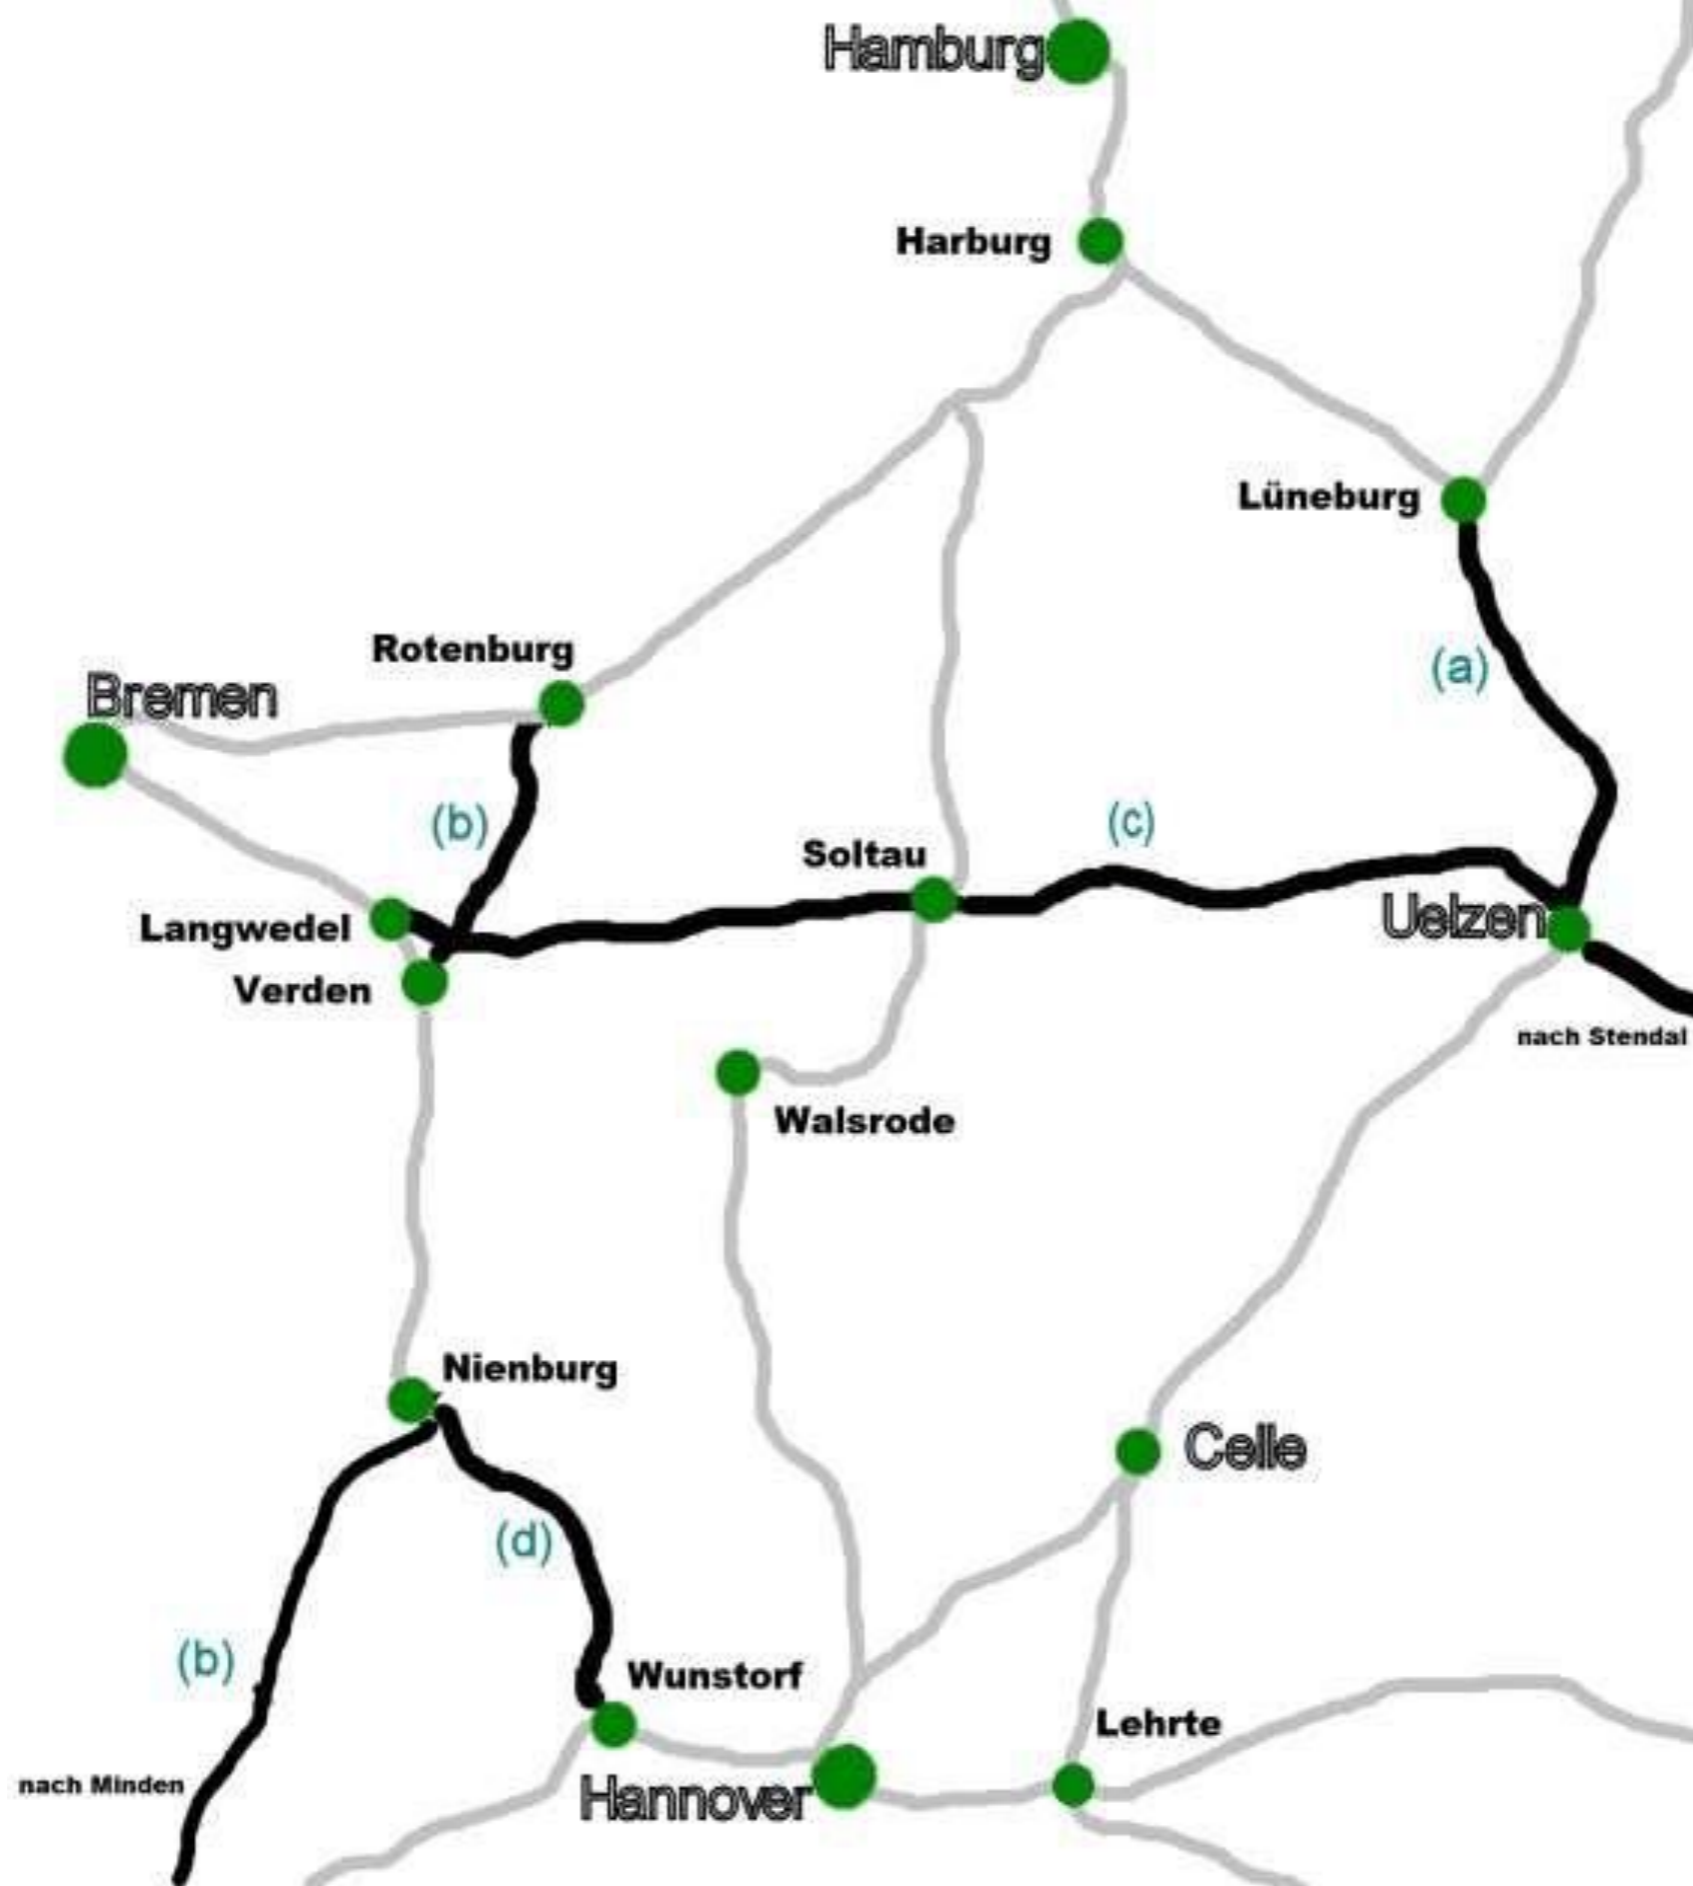 Hamburg
Harburg
Lüneburg
Rotenburg
(a)
Bremen
(b)
(c)
Soltau
Langwedel
Uelzen
Verden
nach Stendal
Walsrode
Nienburg
Celle
(d)
(b)
Wunstorf
Lehrte
nach Minden
Hannover